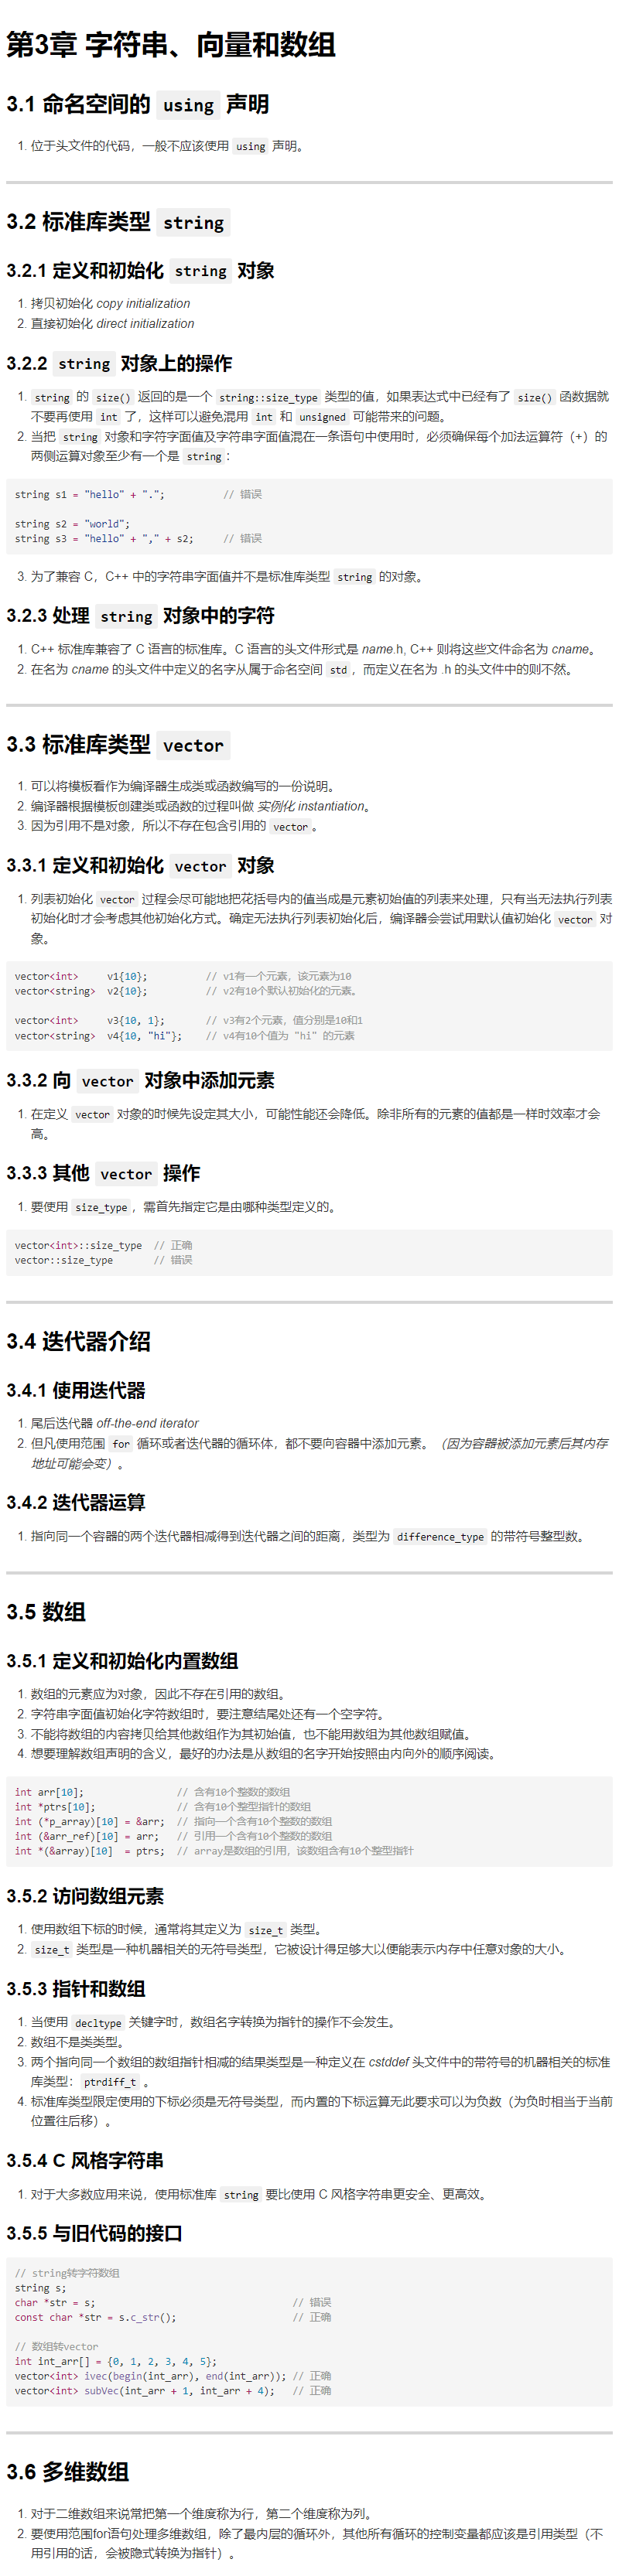 第3章 字符串、向量和数组
3.1 命名空间的 using 声明
1. 位于头文件的代码，一般不应该使用 using 声明。
3.2 标准库类型 string
3.2.1 定义和初始化 string 对象
1. 拷贝初始化 copy initialization
2. 直接初始化 direct initialization
3.2.2 string 对象上的操作
1. string 的 size() 返回的是一个 string::size_type 类型的值，如果表达式中已经有了 size() 函数据就
不要再使用 int 了，这样可以避免混用 int 和 unsigned 可能带来的问题。
2. 当把 string 对象和字符字面值及字符串字面值混在一条语句中使用时，必须确保每个加法运算符（+）的
两侧运算对象至少有一个是 string：
string s1 = "hello" + "."; // 错误
string s2 = "world";
string s3 = "hello" + "," + s2; // 错误
3. 为了兼容 C，C++ 中的字符串字面值并不是标准库类型 string 的对象。
3.2.3 处理 string 对象中的字符
1. C++ 标准库兼容了 C 语言的标准库。C 语言的头文件形式是 name.h, C++ 则将这些文件命名为 cname。
2. 在名为 cname 的头文件中定义的名字从属于命名空间 std，而定义在名为 .h 的头文件中的则不然。
3.3 标准库类型 vector
1. 可以将模板看作为编译器生成类或函数编写的一份说明。
2. 编译器根据模板创建类或函数的过程叫做 实例化 instantiation。
3. 因为引用不是对象，所以不存在包含引用的 vector。
3.3.1 定义和初始化 vector 对象
1. 列表初始化 vector 过程会尽可能地把花括号内的值当成是元素初始值的列表来处理，只有当无法执行列表
初始化时才会考虑其他初始化方式。确定无法执行列表初始化后，编译器会尝试用默认值初始化 vector 对
象。
vector<int> v1{10}; // v1有一个元素，该元素为10
vector<string> v2{10}; // v2有10个默认初始化的元素。
vector<int> v3{10, 1}; // v3有2个元素，值分别是10和1
vector<string> v4{10, "hi"}; // v4有10个值为 "hi" 的元素
3.3.2 向 vector 对象中添加元素
1. 在定义 vector 对象的时候先设定其大小，可能性能还会降低。除非所有的元素的值都是一样时效率才会
高。
3.3.3 其他 vector 操作
1. 要使用 size_type，需首先指定它是由哪种类型定义的。
vector<int>::size_type // 正确
vector::size_type // 错误
3.4 迭代器介绍
3.4.1 使用迭代器
1. 尾后迭代器 off-the-end iterator
2. 但凡使用范围 for 循环或者迭代器的循环体，都不要向容器中添加元素。（因为容器被添加元素后其内存
地址可能会变）。
3.4.2 迭代器运算
1. 指向同一个容器的两个迭代器相减得到迭代器之间的距离，类型为 difference_type 的带符号整型数。
3.5 数组
3.5.1 定义和初始化内置数组
1. 数组的元素应为对象，因此不存在引用的数组。
2. 字符串字面值初始化字符数组时，要注意结尾处还有一个空字符。
3. 不能将数组的内容拷贝给其他数组作为其初始值，也不能用数组为其他数组赋值。
4. 想要理解数组声明的含义，最好的办法是从数组的名字开始按照由内向外的顺序阅读。
int arr[10]; // 含有10个整数的数组
int *ptrs[10]; // 含有10个整型指针的数组
int (*p_array)[10] = &arr; // 指向一个含有10个整数的数组
int (&arr_ref)[10] = arr; // 引用一个含有10个整数的数组
int *(&array)[10] = ptrs; // array是数组的引用，该数组含有10个整型指针
3.5.2 访问数组元素
1. 使用数组下标的时候，通常将其定义为 size_t 类型。
2. size_t 类型是一种机器相关的无符号类型，它被设计得足够大以便能表示内存中任意对象的大小。
3.5.3 指针和数组
1. 当使用 decltype 关键字时，数组名字转换为指针的操作不会发生。
2. 数组不是类类型。
3. 两个指向同一个数组的数组指针相减的结果类型是一种定义在 cstddef 头文件中的带符号的机器相关的标准
库类型：ptrdiff_t 。
4. 标准库类型限定使用的下标必须是无符号类型，而内置的下标运算无此要求可以为负数（为负时相当于当前
位置往后移）。
3.5.4 C 风格字符串
1. 对于大多数应用来说，使用标准库 string 要比使用 C 风格字符串更安全、更高效。
3.5.5 与旧代码的接口
// string转字符数组
string s;
char *str = s; // 错误
const char *str = s.c_str(); // 正确
// 数组转vector
int int_arr[] = {0, 1, 2, 3, 4, 5};
vector<int> ivec(begin(int_arr), end(int_arr)); // 正确
vector<int> subVec(int_arr + 1, int_arr + 4); // 正确
3.6 多维数组
1. 对于二维数组来说常把第一个维度称为行，第二个维度称为列。
2. 要使用范围for语句处理多维数组，除了最内层的循环外，其他所有循环的控制变量都应该是引用类型（不
用引用的话，会被隐式转换为指针）。